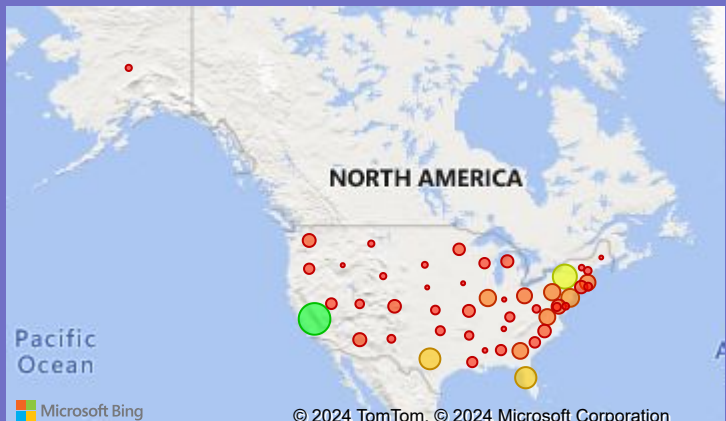 NORTH AMERICA
Pacific
Ocean
A
Microsoft Bing
© 2024 TomTom, © 2024 Microsoft Corporation